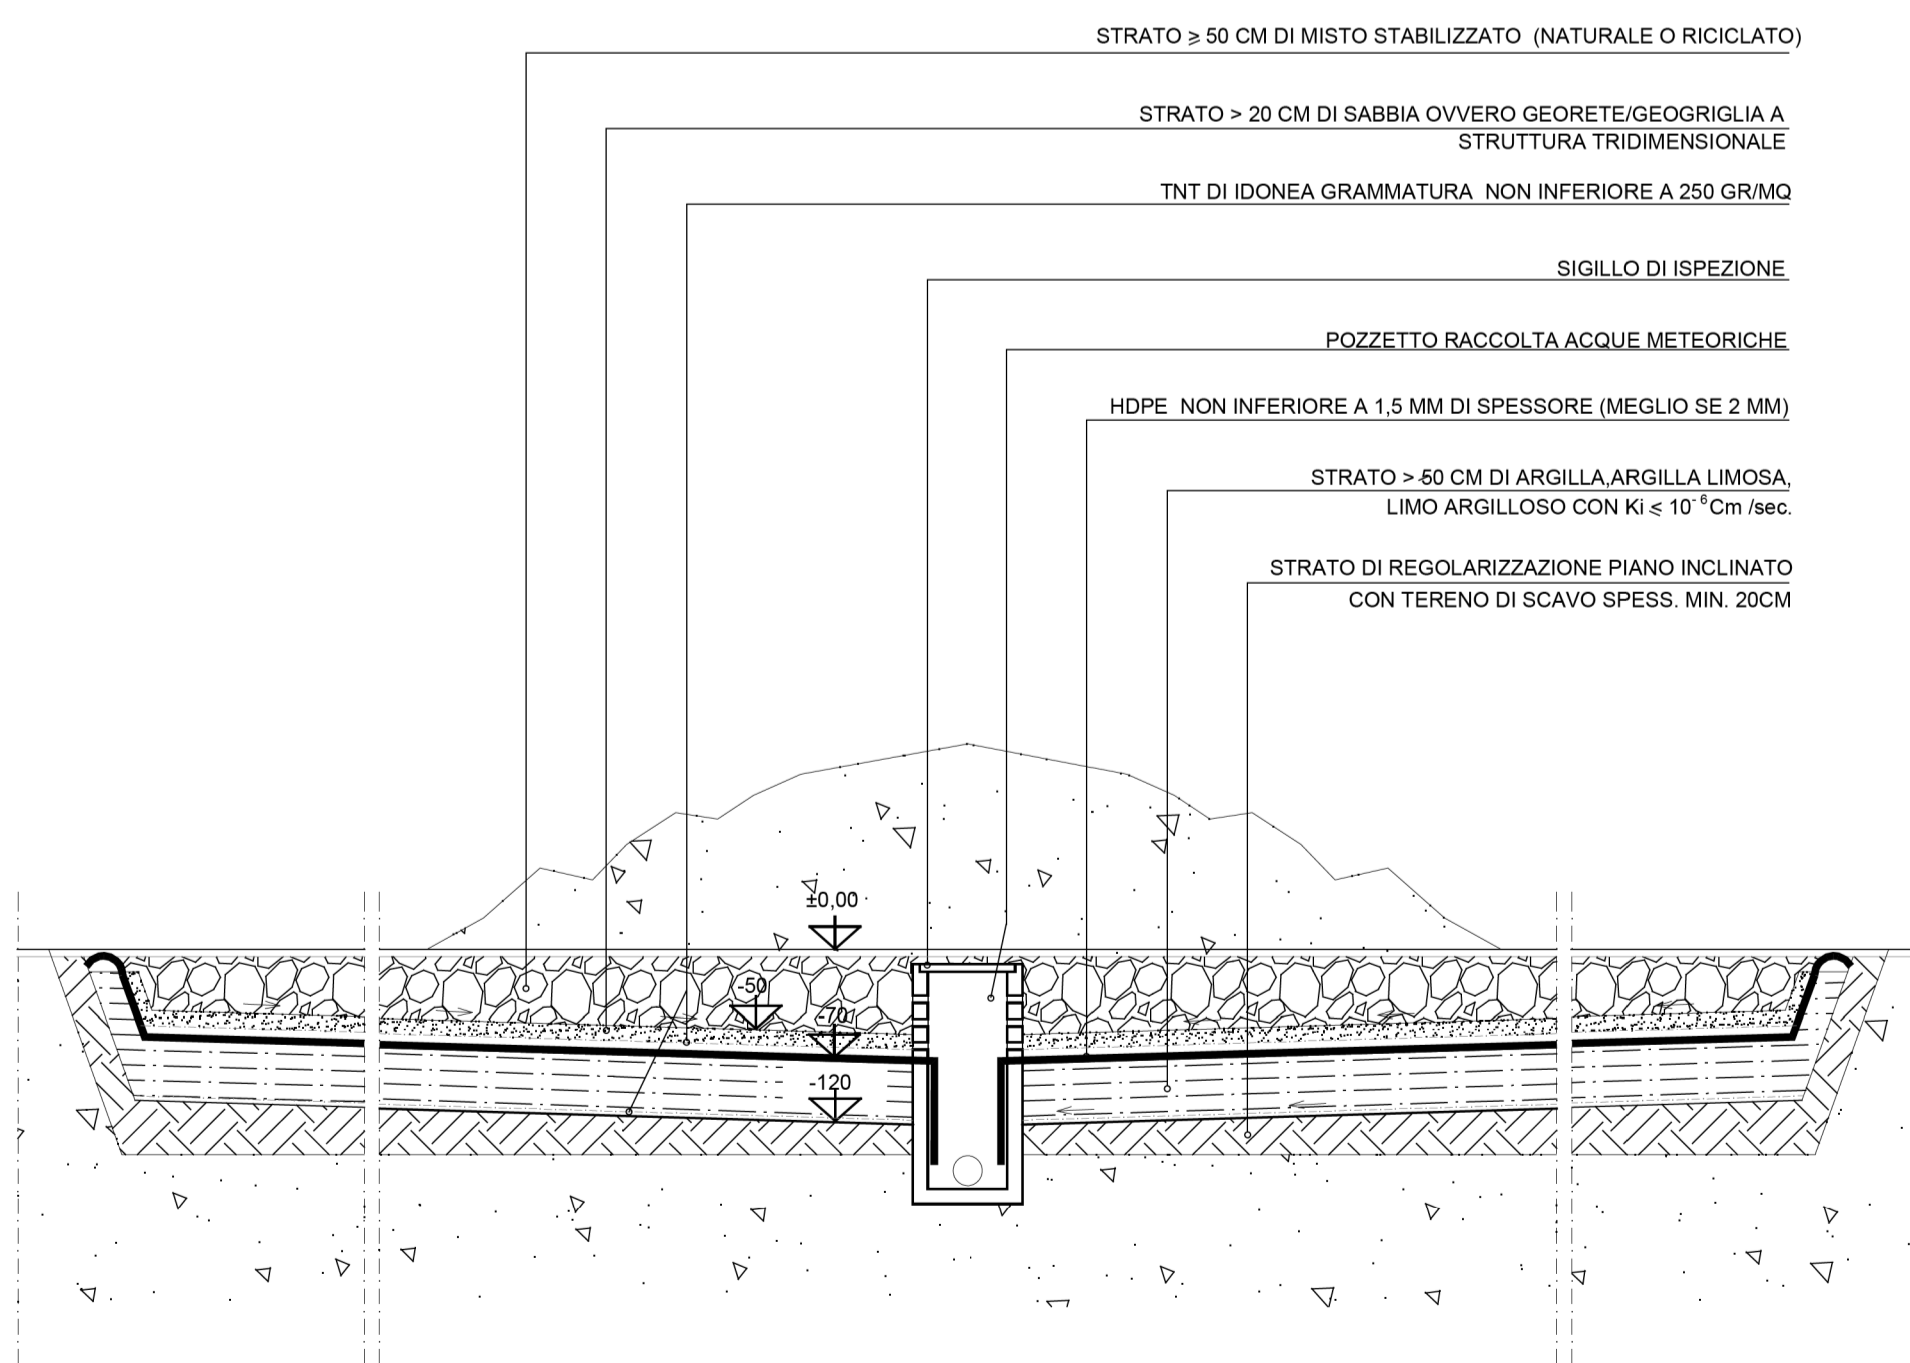 STRATO ⩾ 50 CM DI MISTO STABILIZZATO (NATURALE O RICICLATO)
STRATO > 20 CM DI SABBIA OVVERO GEORETE/GEOGRIGLIA A
STRUTTURA TRIDIMENSIONALE
TNT DI IDONEA GRAMMATURA NON INFERIORE A 250 GR/MQ
SIGILLO DI ISPEZIONE
POZZETTO RACCOLTA ACQUE METEORICHE
HDPE NON INFERIORE A 1,5 MM DI SPESSORE (MEGLIO SE 2 MM)
STRATO > 50 CM DI ARGILLA,ARGILLA LIMOSA,
LIMO ARGILLOSO CON Ki ⩽ 10⁻⁶ Cm /sec.
STRATO DI REGOLARIZZAZIONE PIANO INCLINATO
CON TERENO DI SCAVO SPESS. MIN. 20CM
±0,00
-50
-70
-120